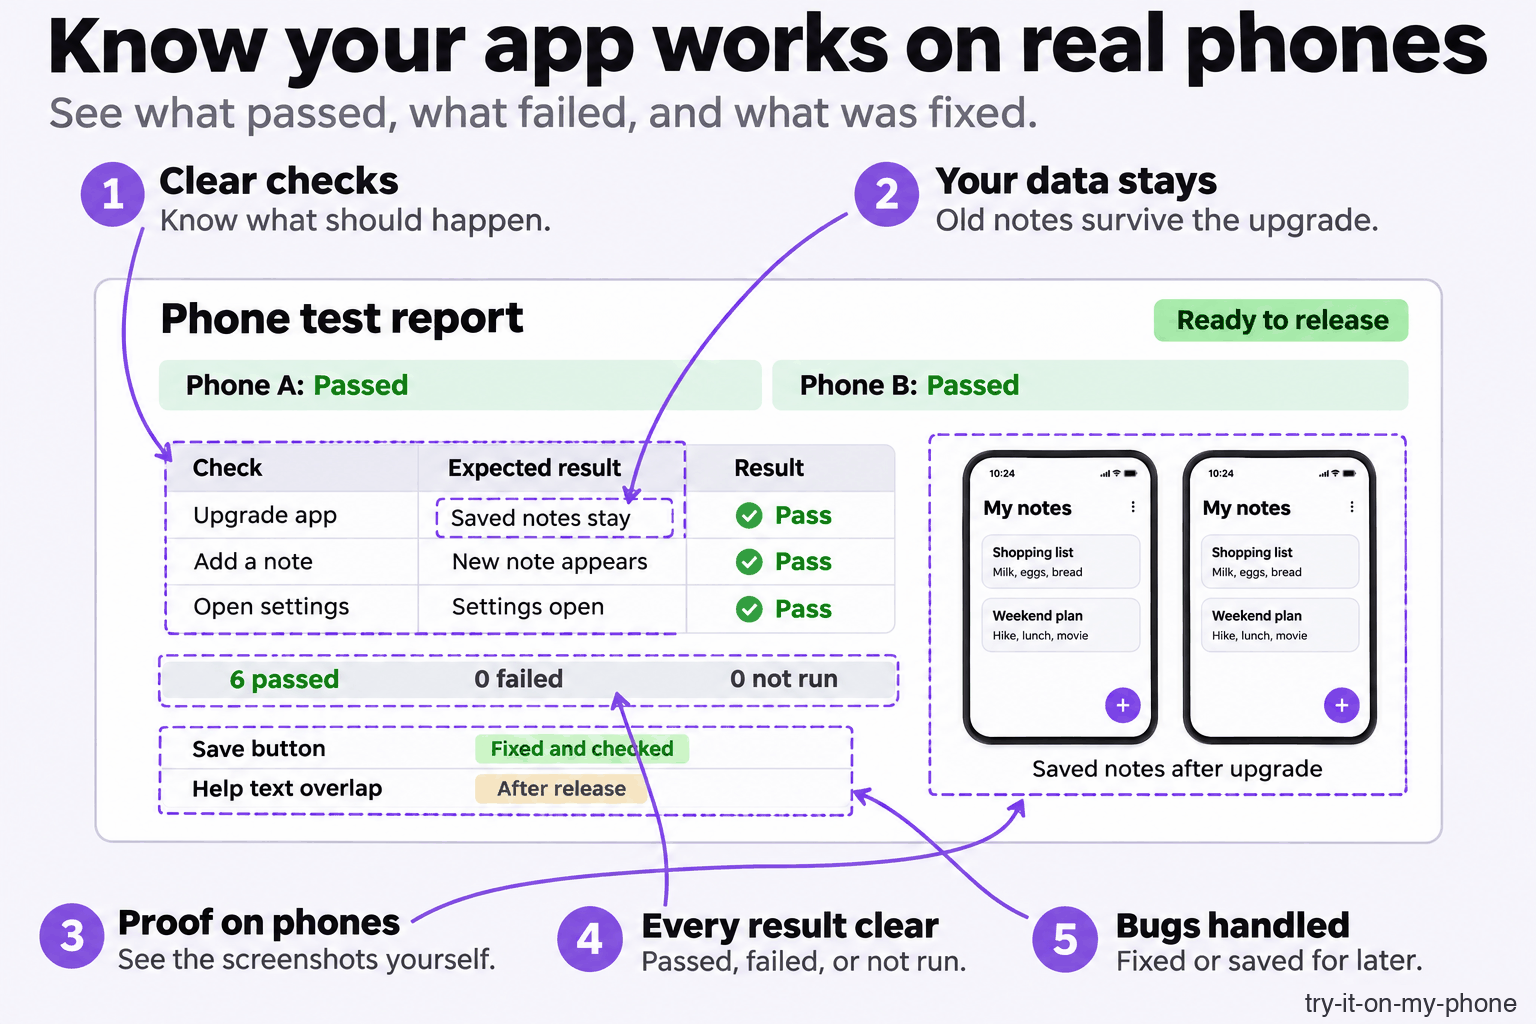 Know your app works on real phones
See what passed, what failed, and what was fixed.
1 Clear checks
Know what should happen.
2 Your data stays
Old notes survive the upgrade.
Phone test report
Ready to release
Phone A: Passed
Phone B: Passed
Check Expected result Result
Upgrade app Saved notes stay Pass
Add a note New note appears Pass
Open settings Settings open Pass
6 passed 0 failed 0 not run
Save button Fixed and checked
Help text overlap After release
10:24
My notes
Shopping list
Milk, eggs, bread
Weekend plan
Hike, lunch, movie
+
10:24
My notes
Shopping list
Milk, eggs, bread
Weekend plan
Hike, lunch, movie
+
Saved notes after upgrade
3 Proof on phones
See the screenshots yourself.
4 Every result clear
Passed, failed, or not run.
5 Bugs handled
Fixed or saved for later.
try-it-on-my-phone